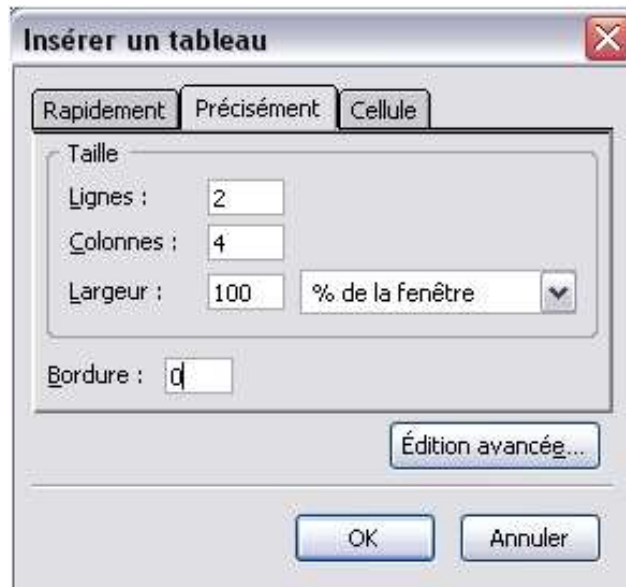 Insérer un tableau
Rapidement Précisément Cellule
Taille
Lignes : 2
Colonnes : 4
Largeur : 100 % de la fenêtre
Bordure : 0
Édition avancée...
OK Annuler